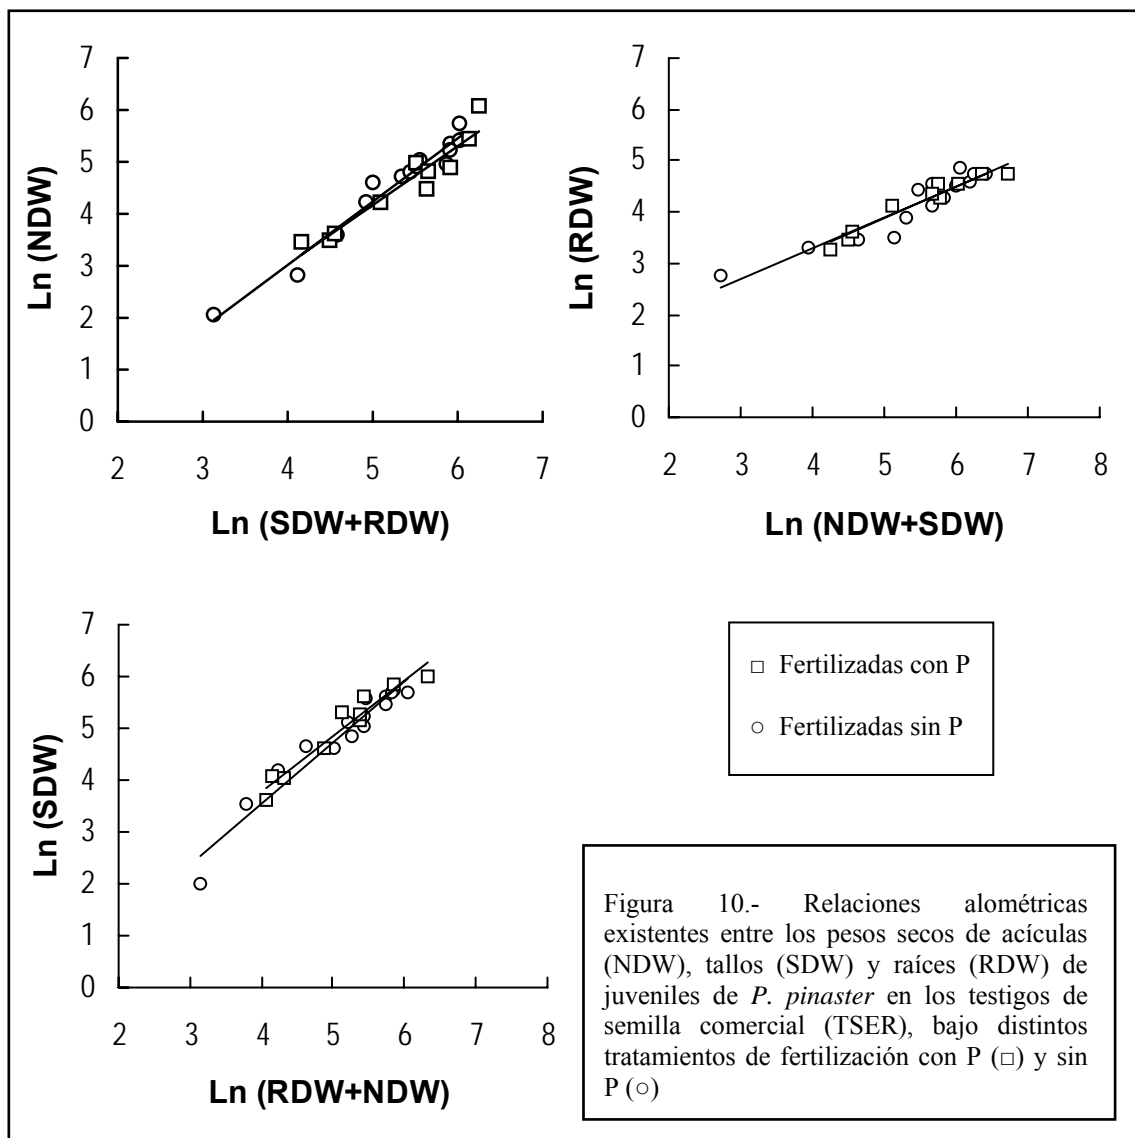 7
6
5
4
3
2
1
0
Ln (NDW)
2 3 4 5 6 7
Ln (SDW+RDW)
7
6
5
4
3
2
1
0
Ln (RDW)
2 3 4 5 6 7 8
Ln (NDW+SDW)
7
6
5
4
3
2
1
0
Ln (SDW)
2 3 4 5 6 7 8
Ln (RDW+NDW)
□ Fertilizadas con P
○ Fertilizadas sin P
Figura 10.- Relaciones alométricas
existentes entre los pesos secos de acículas
(NDW), tallos (SDW) y raíces (RDW) de
juveniles de P. pinaster en los testigos de
semilla comercial (TSER), bajo distintos
tratamientos de fertilización con P (□) y sin
P (○)